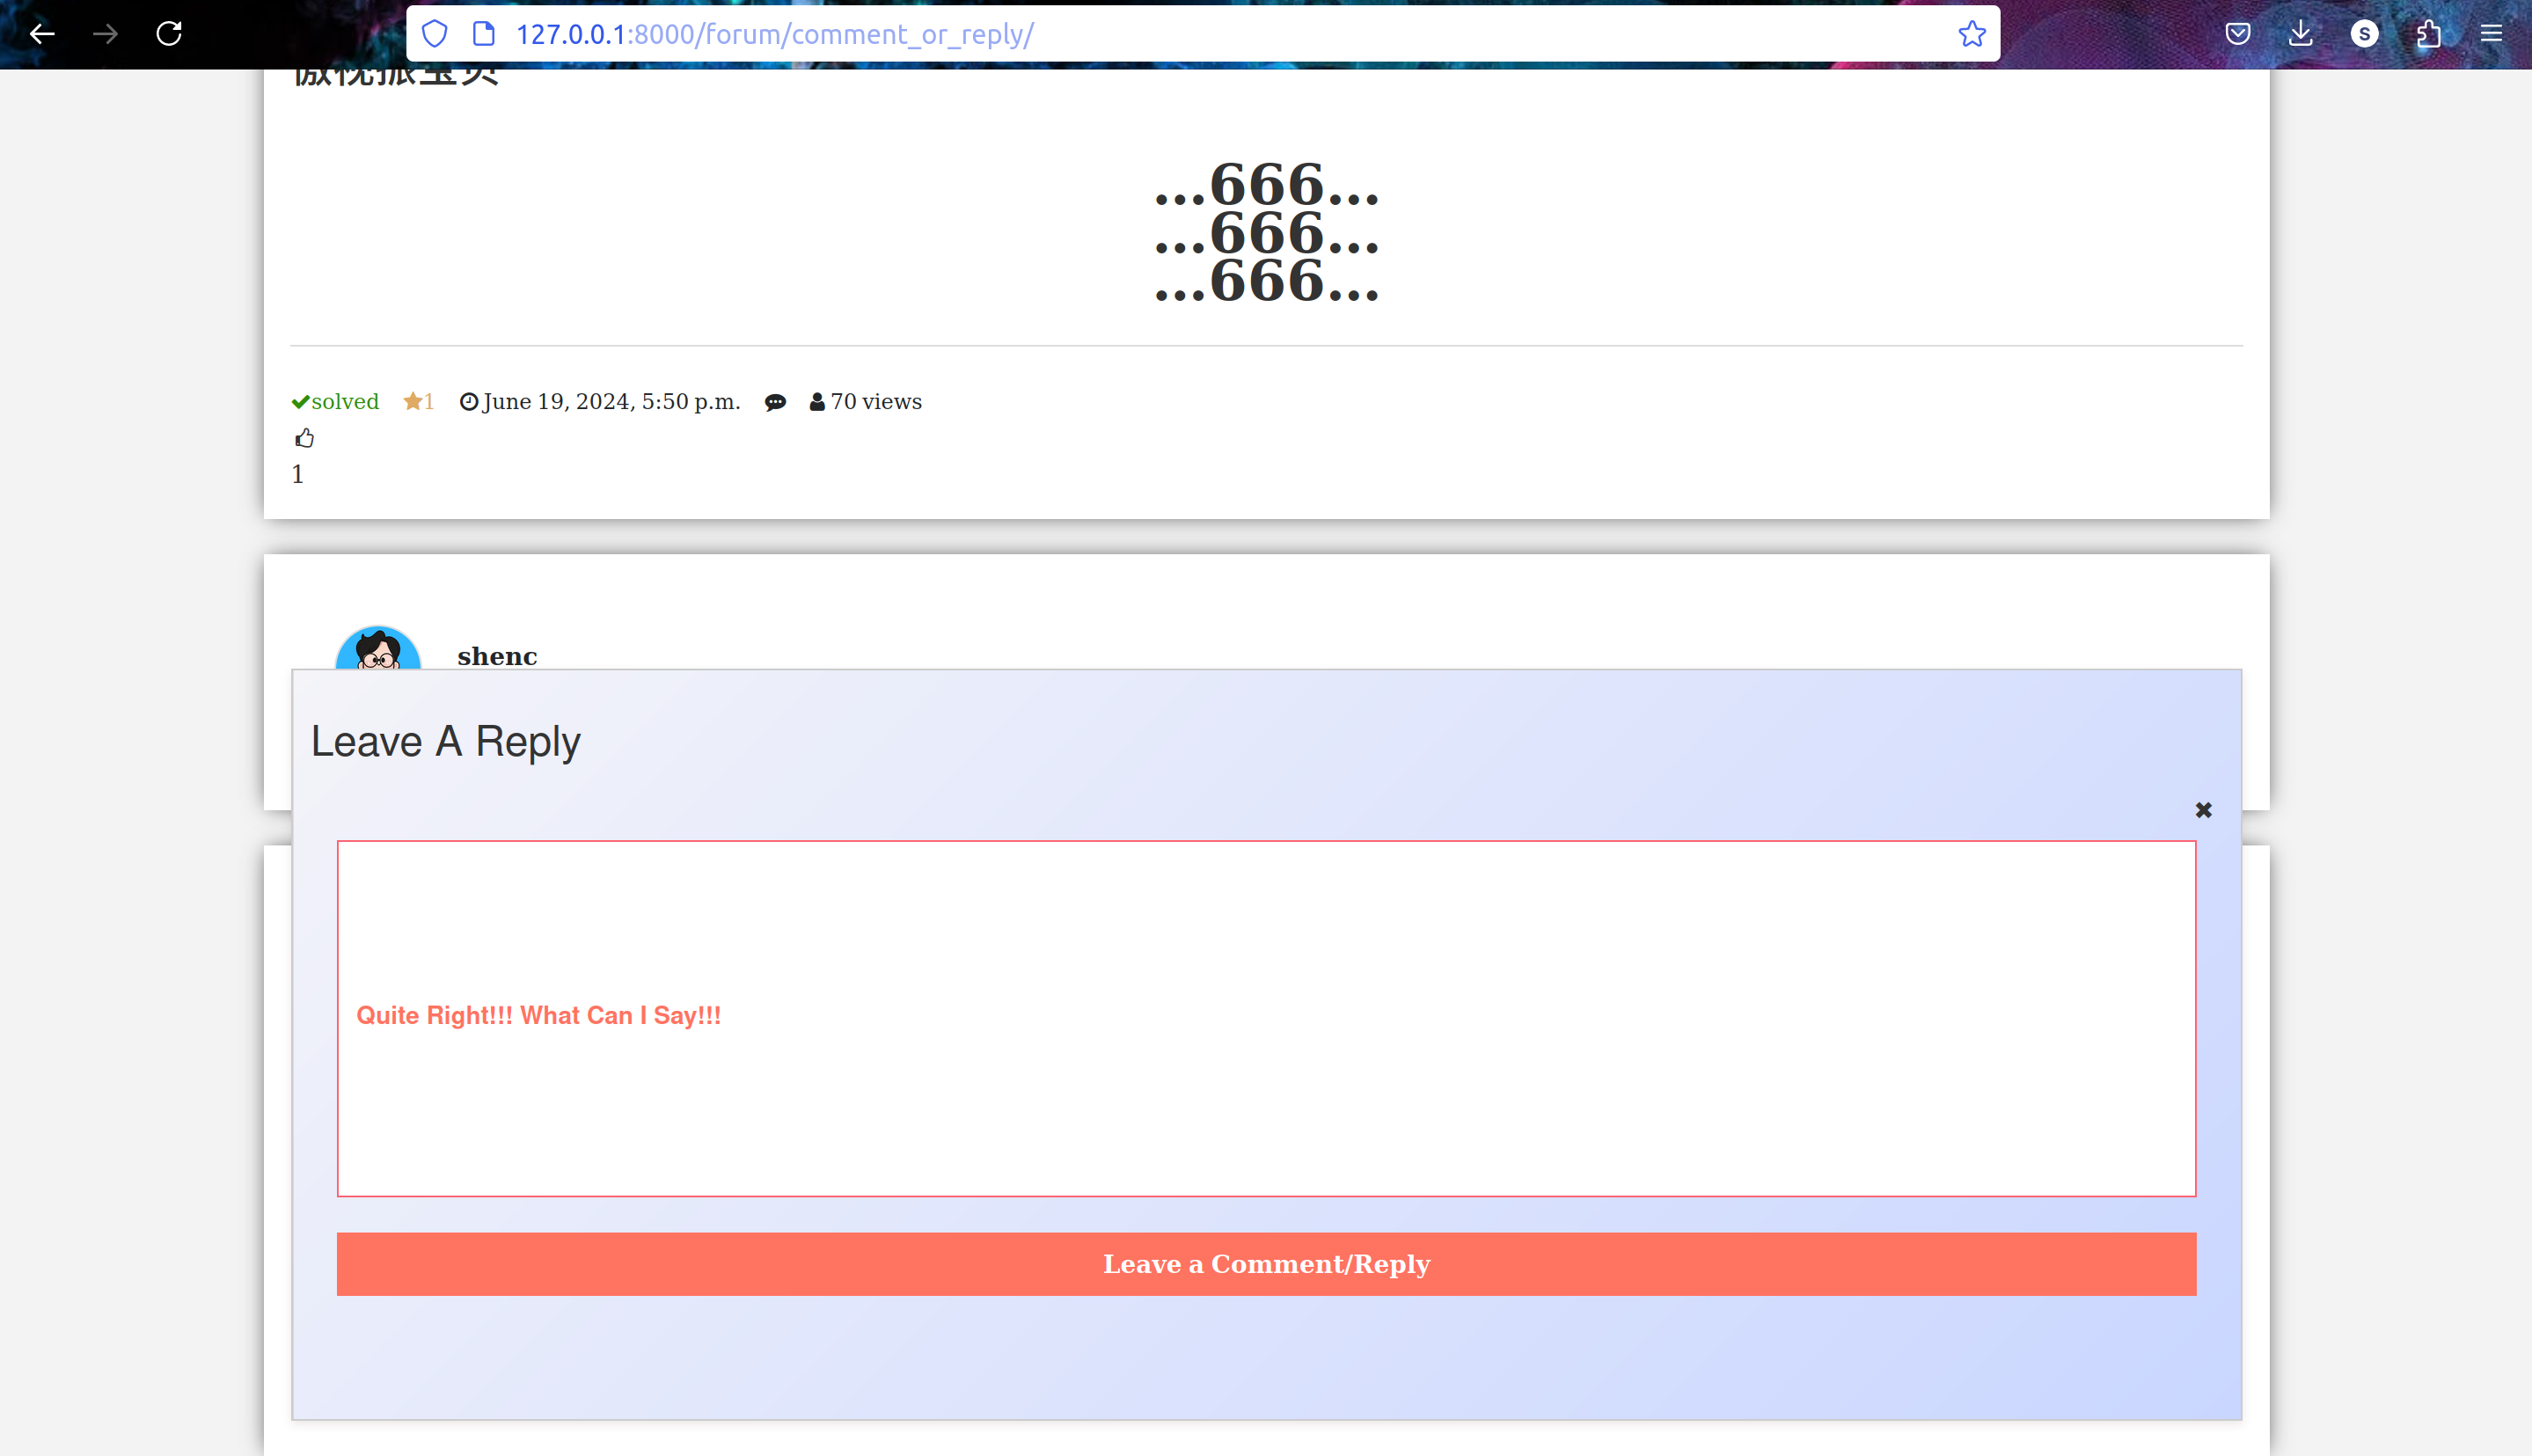 127.0.0.1:8000/forum/comment_or_reply/
S
...666...
...666...
...666...
solved 1 June 19, 2024, 5:50 p.m. 70 views
1
shenc
Leave A Reply
Quite Right!!! What Can I Say!!!
Leave a Comment/Reply